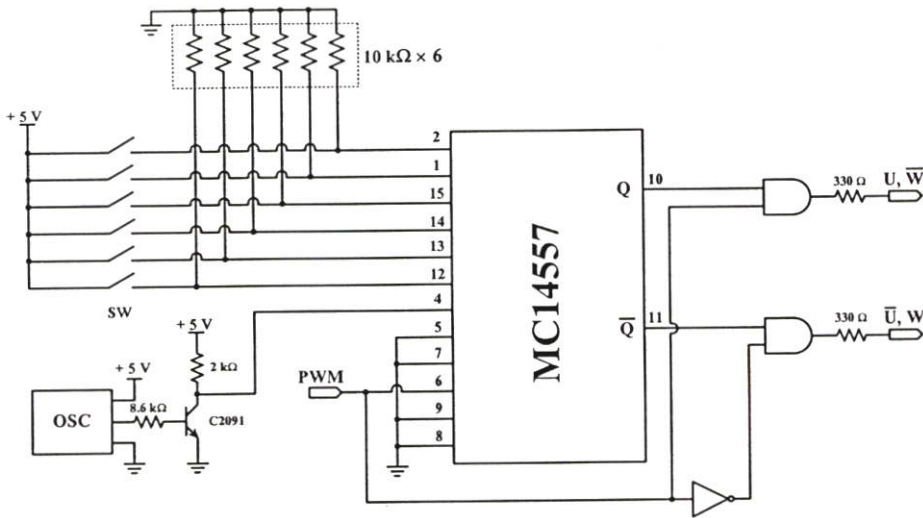 10 kΩ × 6
+ 5 V
2
1
15
14
13
12
4
5
7
6
9
8
SW
+ 5 V
2 kΩ
+ 5 V
OSC
8.6 kΩ
C2091
PWM
MC14557
Q
10
330 Ω
U, W̅
Q̅
11
330 Ω
U̅, W